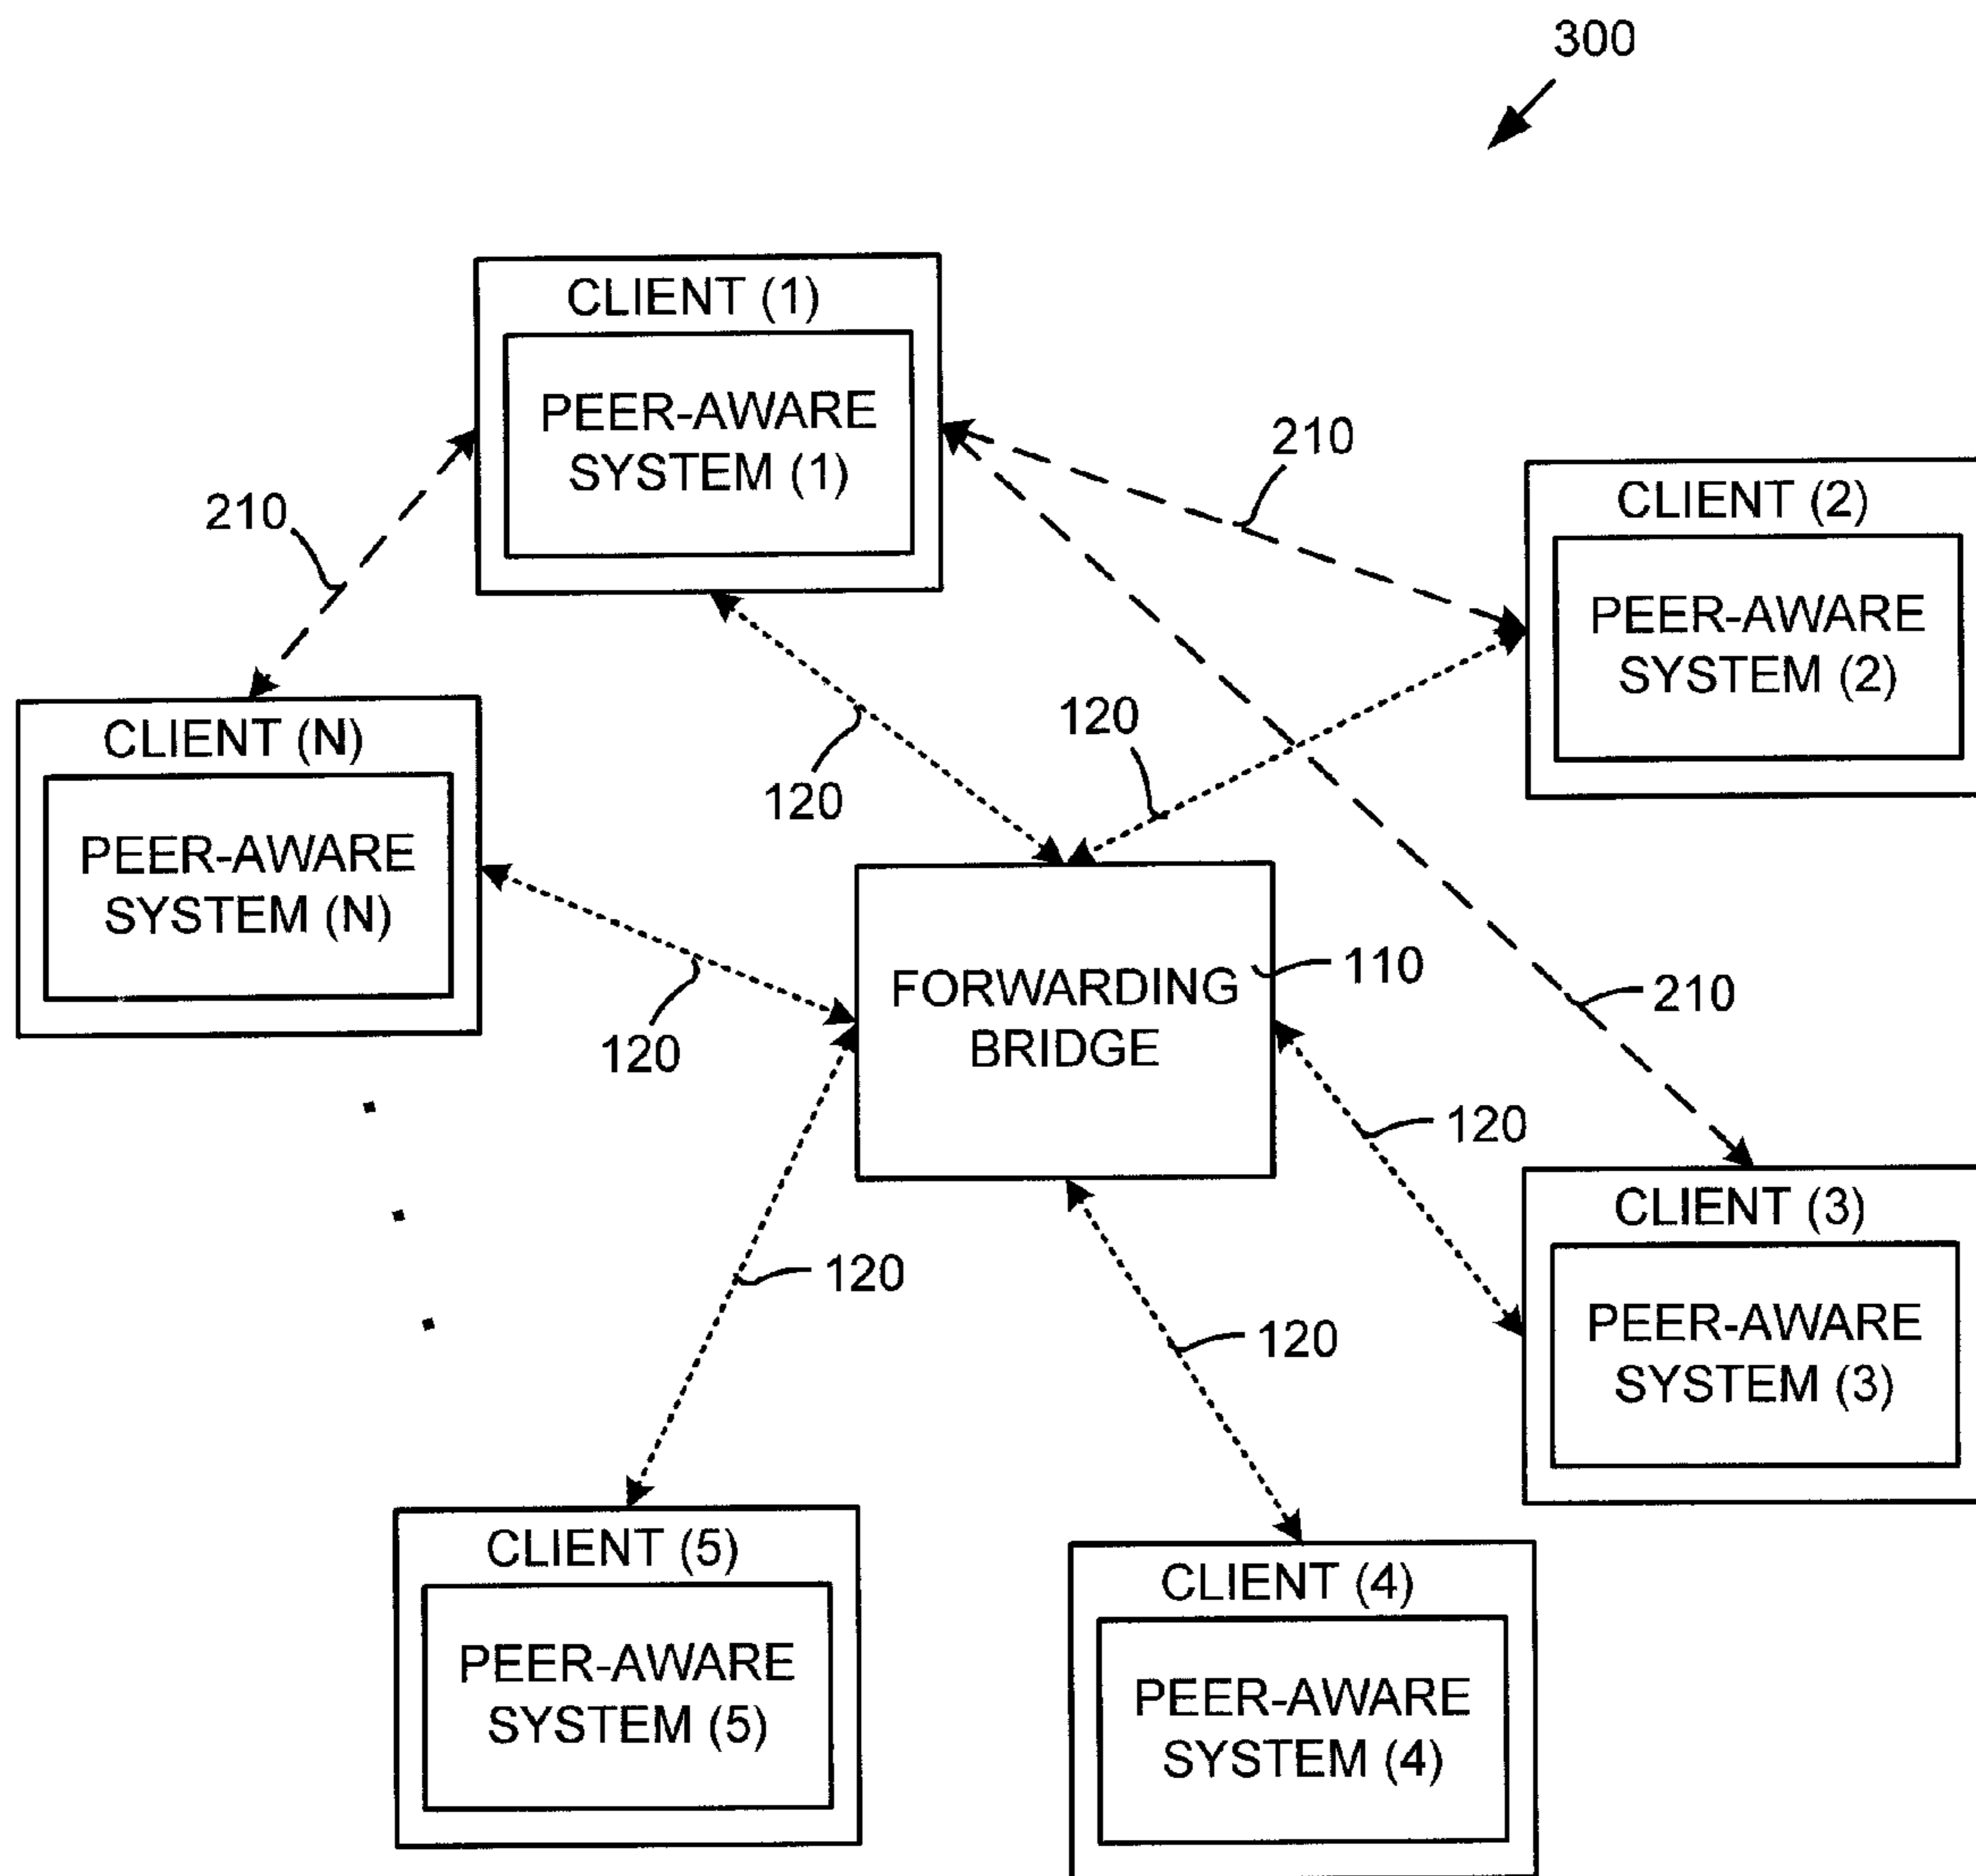 300
CLIENT (1)
PEER-AWARE
SYSTEM (1)
210
CLIENT (2)
PEER-AWARE
SYSTEM (2)
210
CLIENT (N)
PEER-AWARE
SYSTEM (N)
120
120
120
FORWARDING
BRIDGE
110
210
120
CLIENT (3)
PEER-AWARE
SYSTEM (3)
120
120
CLIENT (5)
PEER-AWARE
SYSTEM (5)
CLIENT (4)
PEER-AWARE
SYSTEM (4)